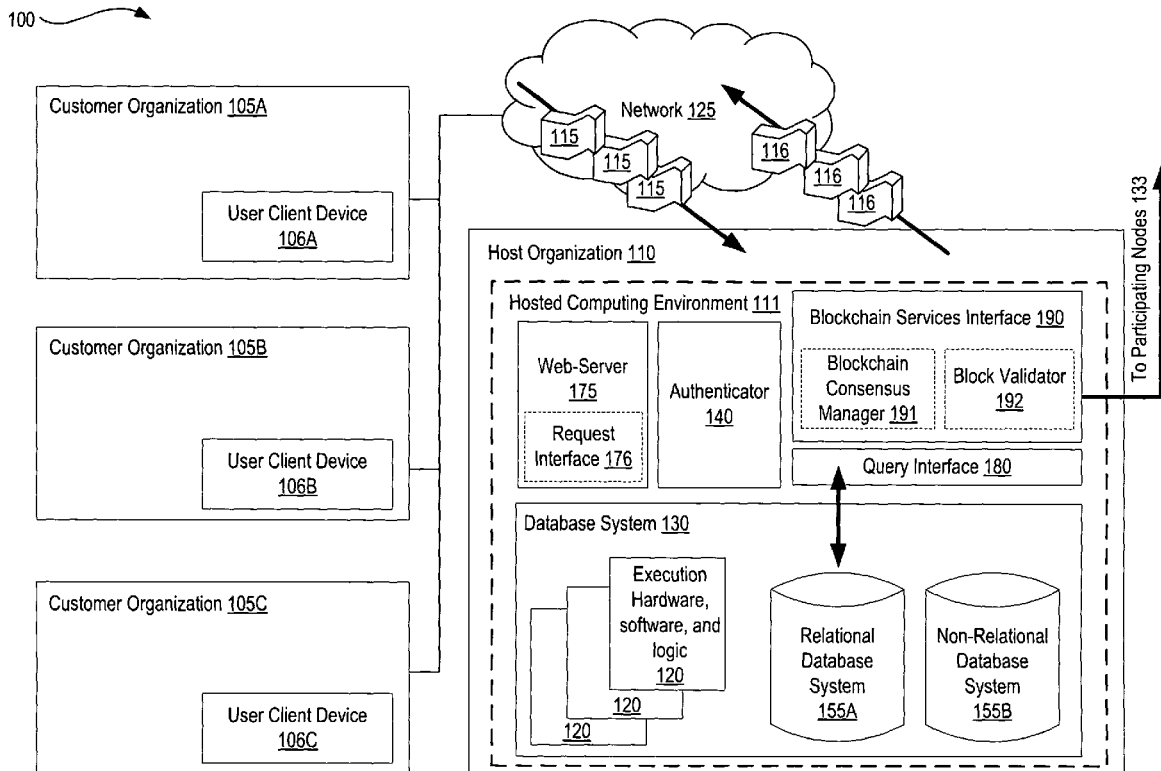 100
Customer Organization 105A
User Client Device
106A
Customer Organization 105B
User Client Device
106B
Customer Organization 105C
User Client Device
106C
Network 125
115
115
115
116
116
116
To Participating Nodes 133
Host Organization 110
Hosted Computing Environment 111
Web-Server
175
Request
Interface 176
Authenticator
140
Blockchain Services Interface 190
Blockchain
Consensus
Manager 191
Block Validator
192
Query Interface 180
Database System 130
Execution
Hardware,
software, and
logic
120
120
120
Relational
Database
System
155A
Non-Relational
Database
System
155B